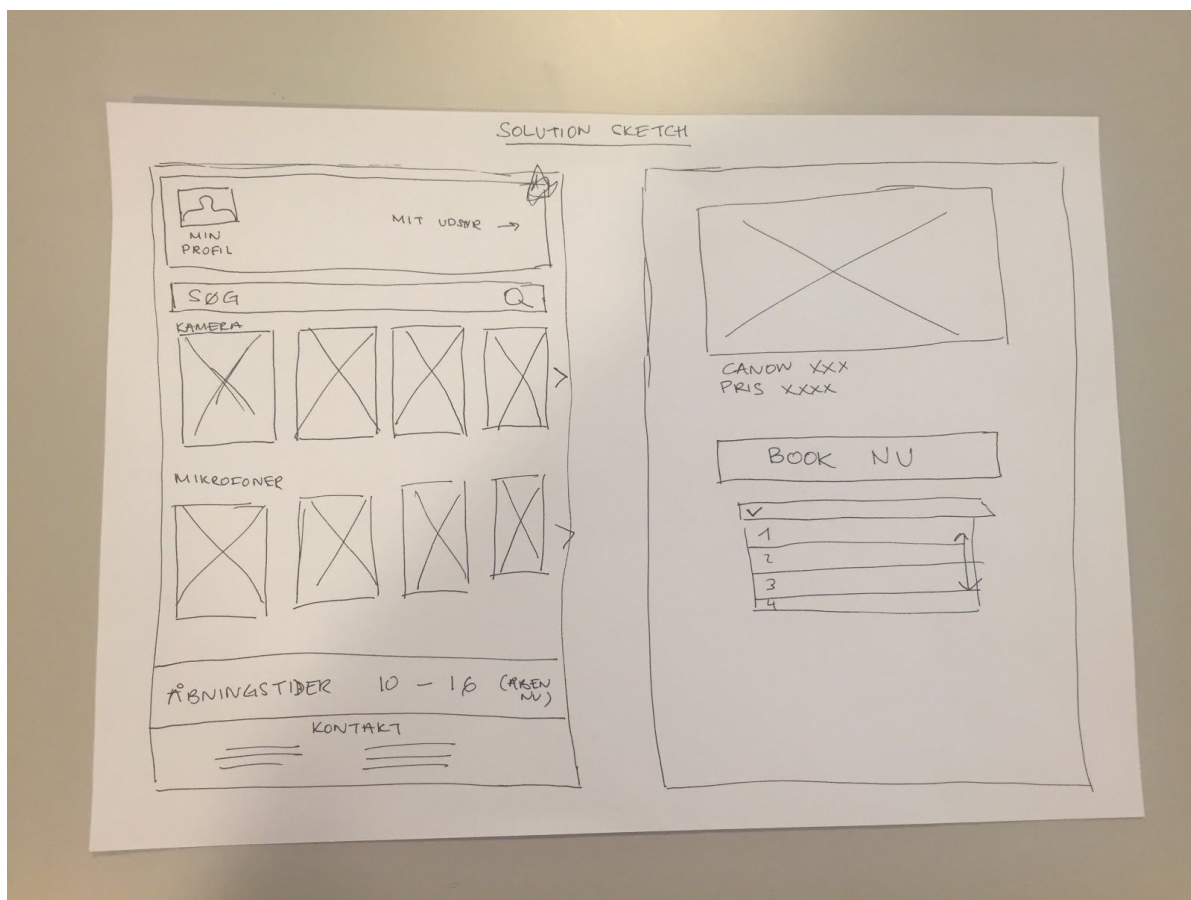 SOLUTION SKETCH
MIN
PROFIL
MIT UDSTYR →
SØG
KAMERA
MIKROFONER
ÅBNINGSTIDER 10 – 16 (ÅBEN
NU)
KONTAKT
CANON XXX
PRIS XXXX
BOOK NU
1
2
3
4